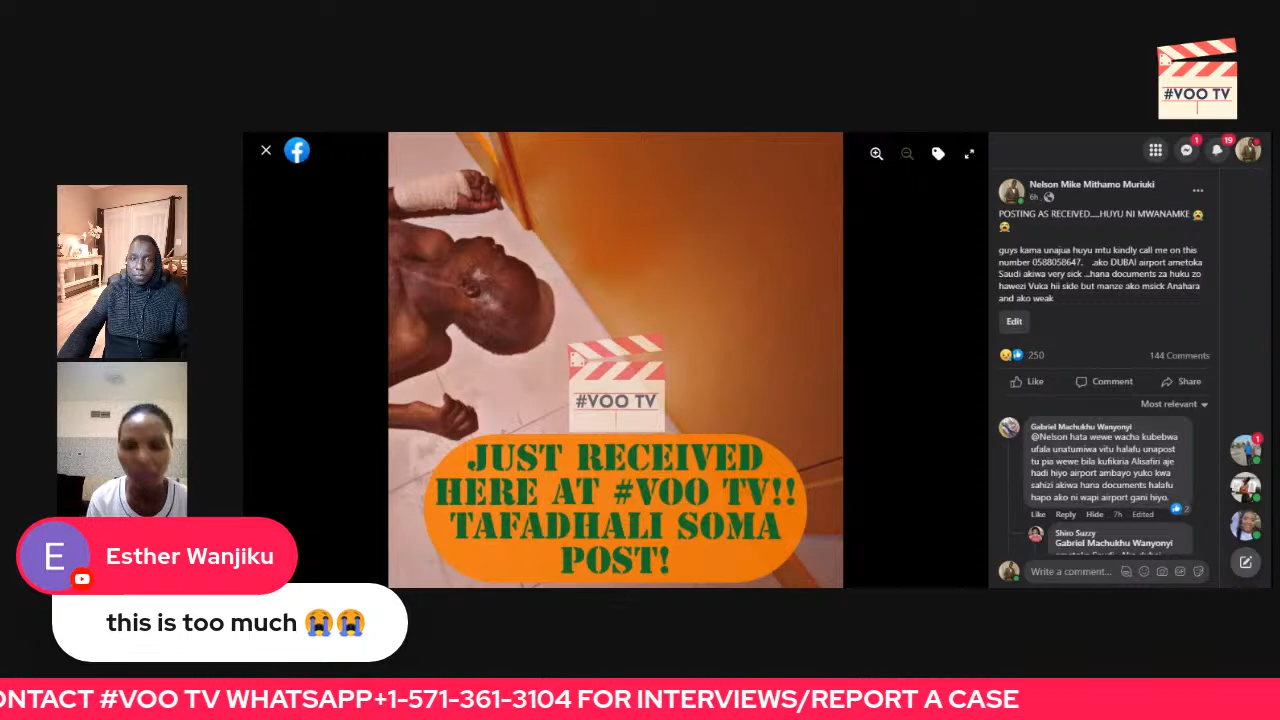 #VOO TV
1
19
Nelson Mike Mithamo Muriuki
6h
POSTING AS RECEIVED.....HUYU NI MWANAMKE 😭
😭
guys kama unajua huyu mtu kindly call me on this
number 0588058647. .ako DUBAI airport ametoka
Saudi akiwa very sick ...hana documents za huku zo
hawezi Vuka hii side but manze ako msick Anahara
and ako weak
Edit
250
144 Comments
Like
Comment
Share
Most relevant
Gabriel Machukhu Wanyonyi
@Nelson hata wewe wacha kubebwa
ufala unatumiwa vitu halafu unapost
tu pia wewe bila kufikiria Alisafiri aje
hadi hiyo airport ambayo yuko kwa
sahizi akiwa hana documents halafu
hapo ako ni wapi airport gani hiyo.
2
Like Reply Hide 7h Edited
Shiro Suzzy
Gabriel Machukhu Wanyonyi
Write a comment...
1
#VOO TV
JUST RECEIVED
HERE AT #VOO TV!!
TAFADHALI SOMA
POST!
E
Esther Wanjiku
this is too much 😭😭
ONTACT #VOO TV WHATSAPP+1-571-361-3104 FOR INTERVIEWS/REPORT A CASE